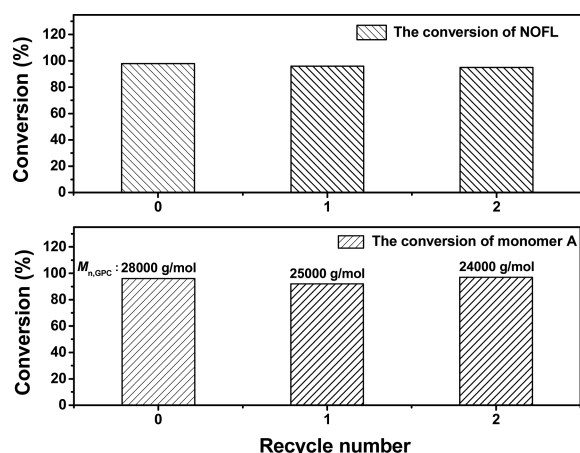 The conversion of NOFL
Conversion (%)
120
100
80
60
40
20
0
0 1 2
The conversion of monomer A
Mn,GPC : 28000 g/mol 25000 g/mol 24000 g/mol
Conversion (%)
120
100
80
60
40
20
0
0 1 2
Recycle number